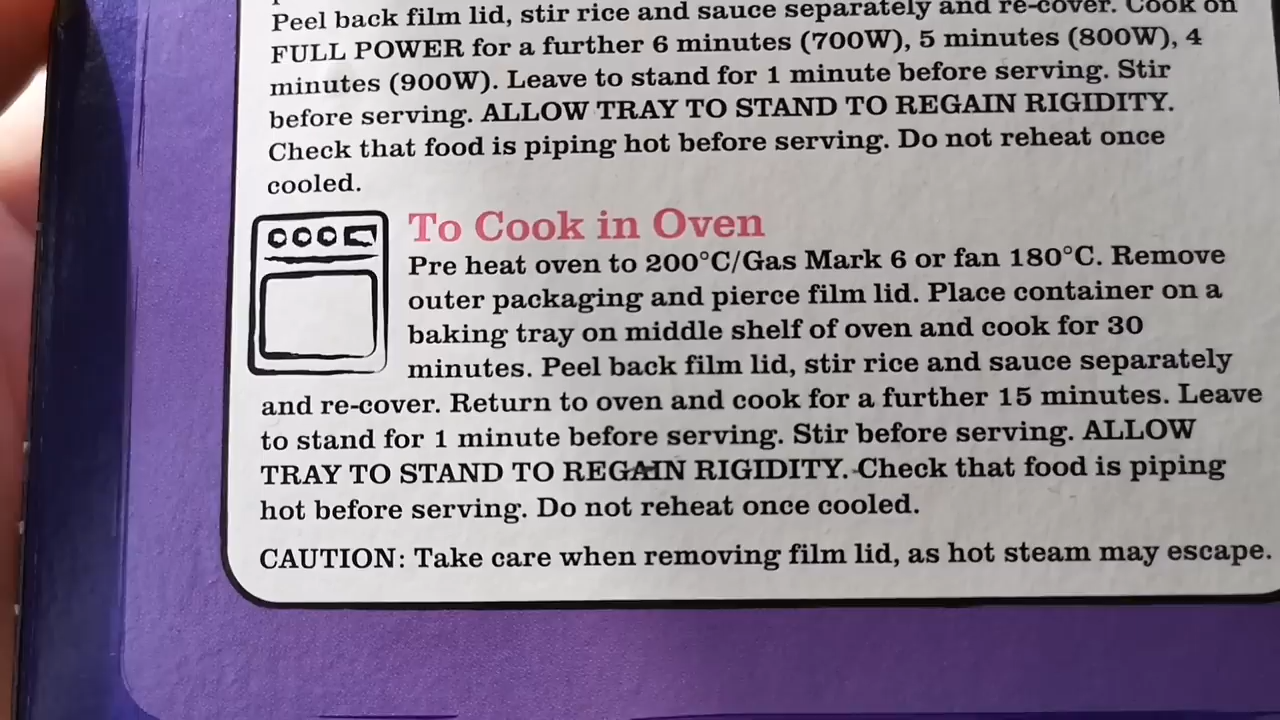 Peel back film lid, stir rice and sauce separately and re-cover. Cook on
FULL POWER for a further 6 minutes (700W), 5 minutes (800W), 4
minutes (900W). Leave to stand for 1 minute before serving. Stir
before serving. ALLOW TRAY TO STAND TO REGAIN RIGIDITY.
Check that food is piping hot before serving. Do not reheat once
cooled.
To Cook in Oven
Pre heat oven to 200°C/Gas Mark 6 or fan 180°C. Remove
outer packaging and pierce film lid. Place container on a
baking tray on middle shelf of oven and cook for 30
minutes. Peel back film lid, stir rice and sauce separately
and re-cover. Return to oven and cook for a further 15 minutes. Leave
to stand for 1 minute before serving. Stir before serving. ALLOW
TRAY TO STAND TO REGAIN RIGIDITY. Check that food is piping
hot before serving. Do not reheat once cooled.
CAUTION: Take care when removing film lid, as hot steam may escape.